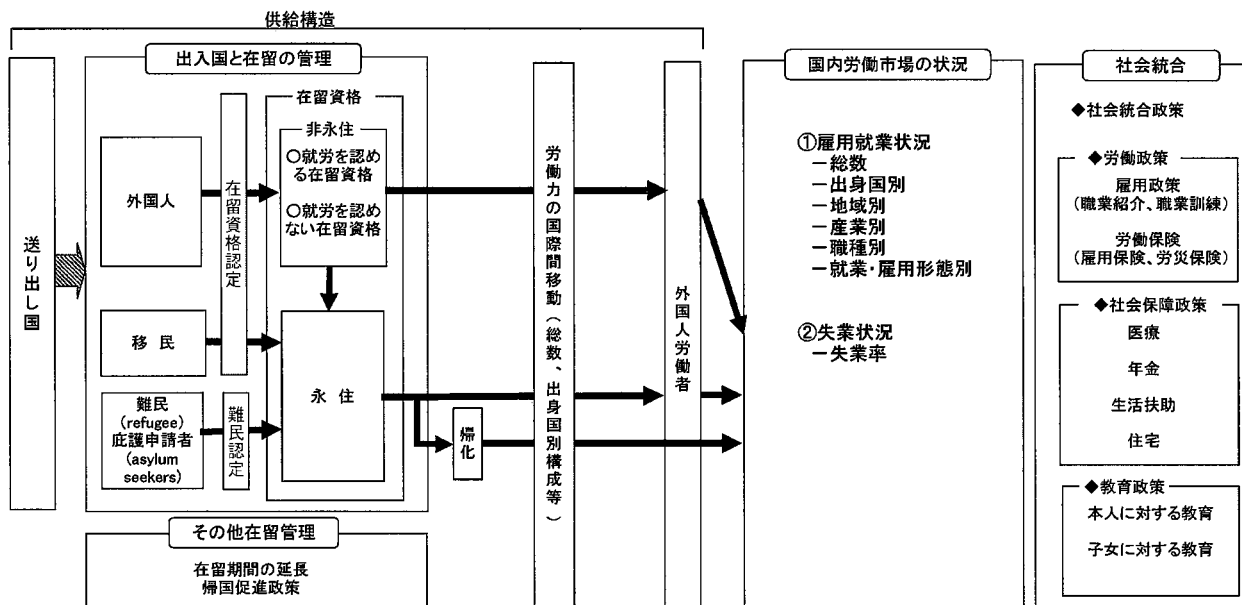 供給構造
送り出し国
出入国と在留の管理
外国人
移 民
難民
(refugee)
庇護申請者
(asylum
seekers)
在留資格認定
難民認定
在留資格
非永住
○就労を認め
る在留資格
○就労を認め
ない在留資格
永 住
帰化
その他在留管理
在留期間の延長
帰国促進政策
労働力の国際間移動(総数、出身国別構成等)
外国人労働者
国内労働市場の状況
①雇用就業状況
－総数
－出身国別
－地域別
－産業別
－職種別
－就業・雇用形態別
②失業状況
－失業率
社会統合
◆社会統合政策
◆労働政策
雇用政策
(職業紹介、職業訓練)
労働保険
(雇用保険、労災保険)
◆社会保障政策
医療
年金
生活扶助
住宅
◆教育政策
本人に対する教育
子女に対する教育